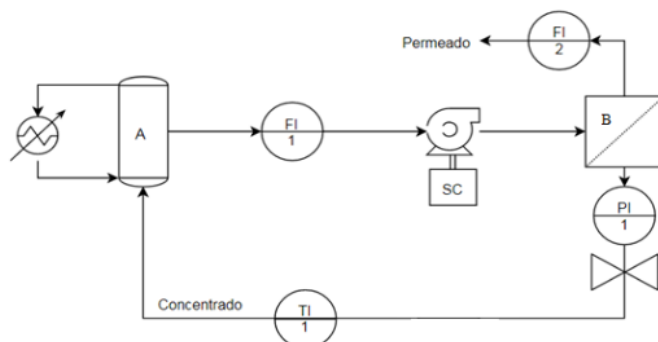 Permeado
FI
2
A
FI
1
B
SC
PI
1
Concentrado
TI
1